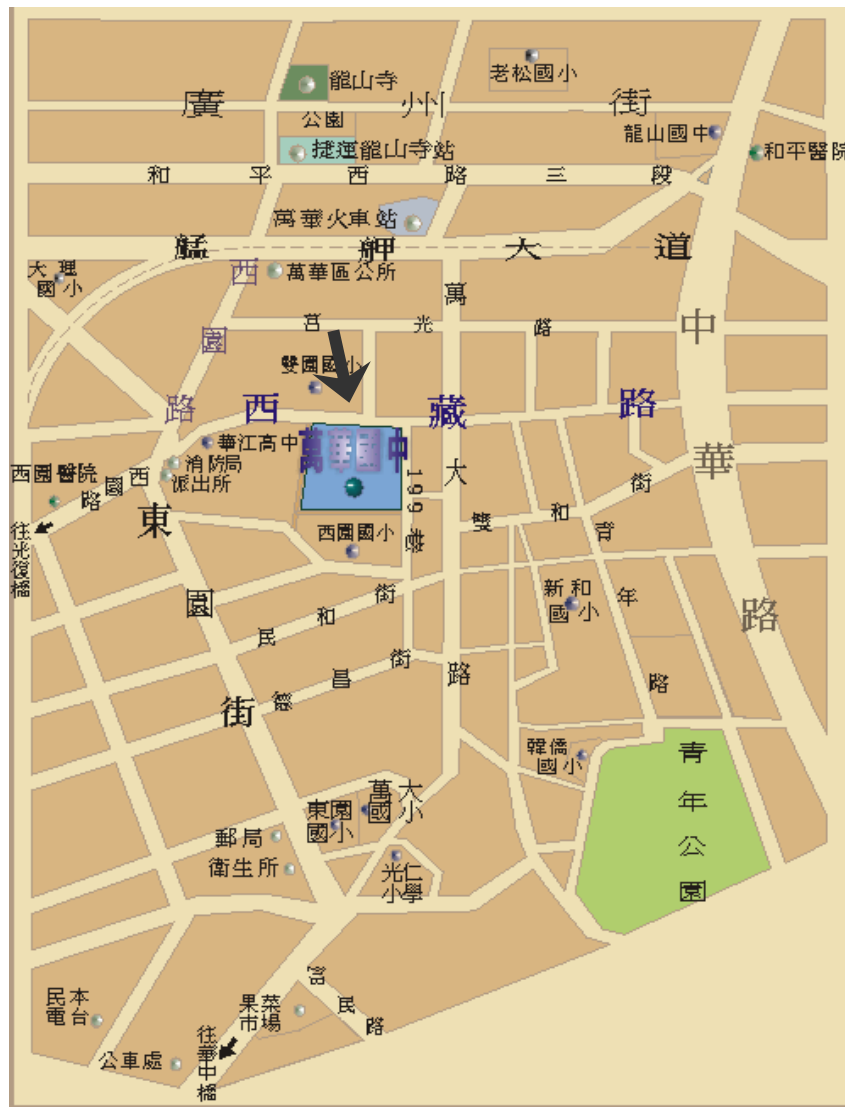 龍山寺
老松國小
廣州街
公園
龍山國中
捷運龍山寺站
和平醫院
和平西路三段
萬華火車站
艋舺大道
大理
國小
萬華區公所
西園路
莒光路
中華路
雙園國小
萬大路
西藏路
華江高中
萬華國中
消防局
派出所
西園醫院
西園路
199巷
往光復橋
東園街
西園國小
雙和街
青年路
新和
國小
民和街
德昌街
韓僑
國小
青年公園
萬大
國小
東園
國小
郵局
衛生所
光仁
小學
民本
電台
果菜
市場
富民路
公車處
往華中橋